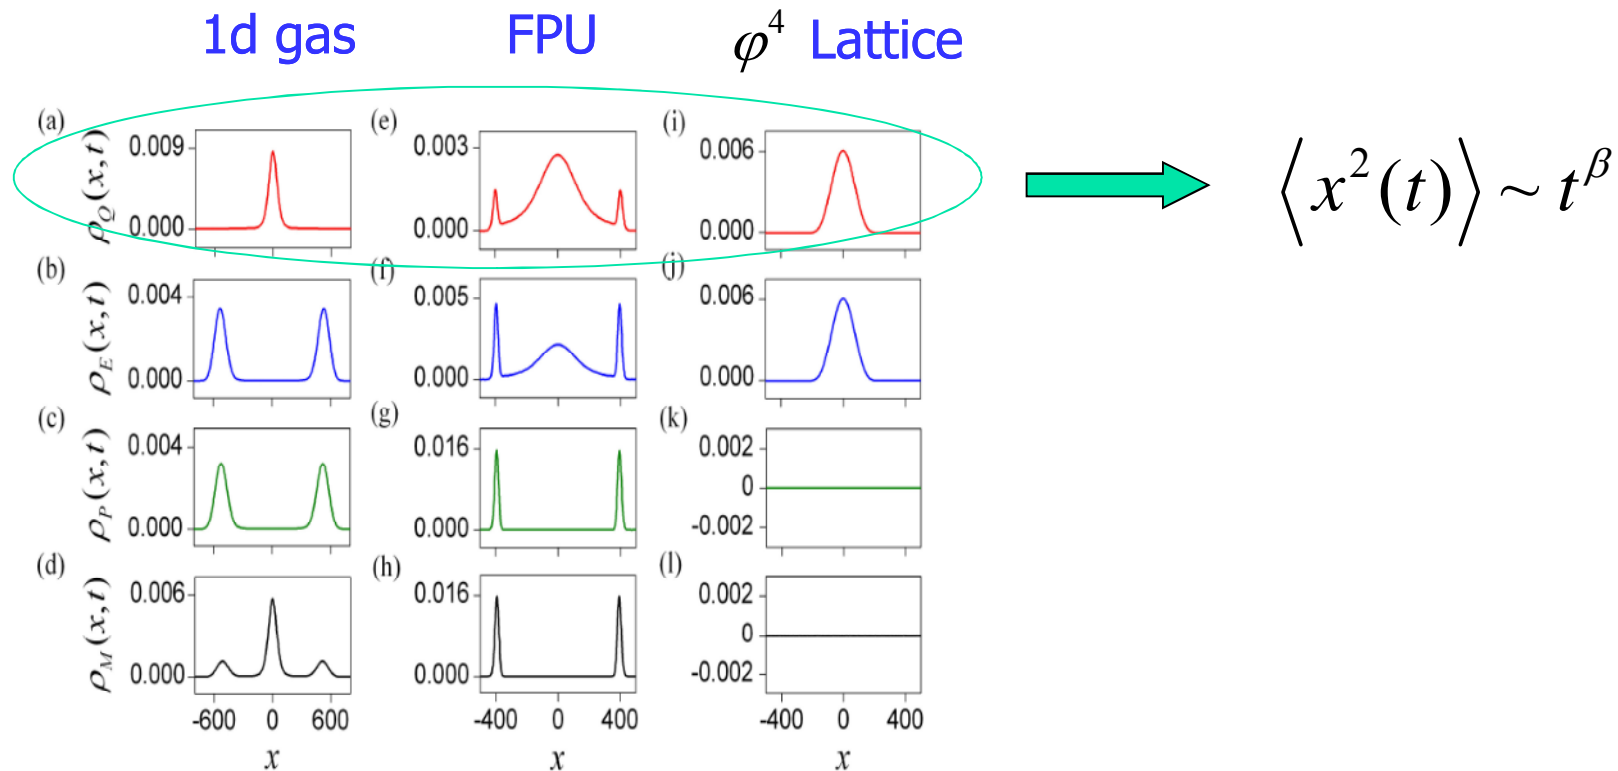 1d gas FPU φ⁴ Lattice
(a) (e) (i)
ρ_Q(x,t) 0.009 0.000 0.003 0.000 0.006 0.000
⟨x²(t)⟩ ~ t^β
(b) (f) (j)
ρ_E(x,t) 0.004 0.000 0.005 0.000 0.006 0.000
(c) (g) (k)
ρ_P(x,t) 0.004 0.000 0.016 0.000 0.002 0 -0.002
(d) (h) (l)
ρ_M(x,t) 0.006 0.000 0.016 0.000 0.002 0 -0.002
-600 0 600 -400 0 400 -400 0 400
x x x